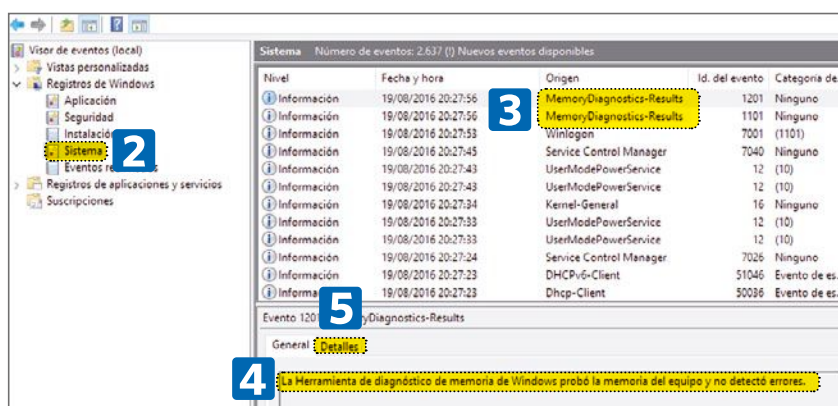 Visor de eventos (local)
Vistas personalizadas
Registros de Windows
Aplicación
Seguridad
Instalación
Sistema
2
Eventos
Registros de aplicaciones y servicios
Suscripciones
Sistema Número de eventos: 2.637 (!) Nuevos eventos disponibles
Nivel Fecha y hora Origen Id. del evento Categoría de
Información 19/08/2016 20:27:56 MemoryDiagnostics-Results 1201 Ninguno
3
Información 19/08/2016 20:27:56 MemoryDiagnostics-Results 1101 Ninguno
Información 19/08/2016 20:27:53 Winlogon 7001 (1101)
Información 19/08/2016 20:27:45 Service Control Manager 7040 Ninguno
Información 19/08/2016 20:27:43 UserModePowerService 12 (10)
Información 19/08/2016 20:27:43 UserModePowerService 12 (10)
Información 19/08/2016 20:27:34 Kernel-General 16 Ninguno
Información 19/08/2016 20:27:33 UserModePowerService 12 (10)
Información 19/08/2016 20:27:33 UserModePowerService 12 (10)
Información 19/08/2016 20:27:24 Service Control Manager 7026 Ninguno
Información 19/08/2016 20:27:23 DHCPv6-Client 51046 Evento de es.
Informa 19/08/2016 20:27:23 Dhcp-Client 50036 Evento de es.
5
Evento 1201 yDiagnostics-Results
General Detalles
4
La Herramienta de diagnóstico de memoria de Windows probó la memoria del equipo y no detectó errores.